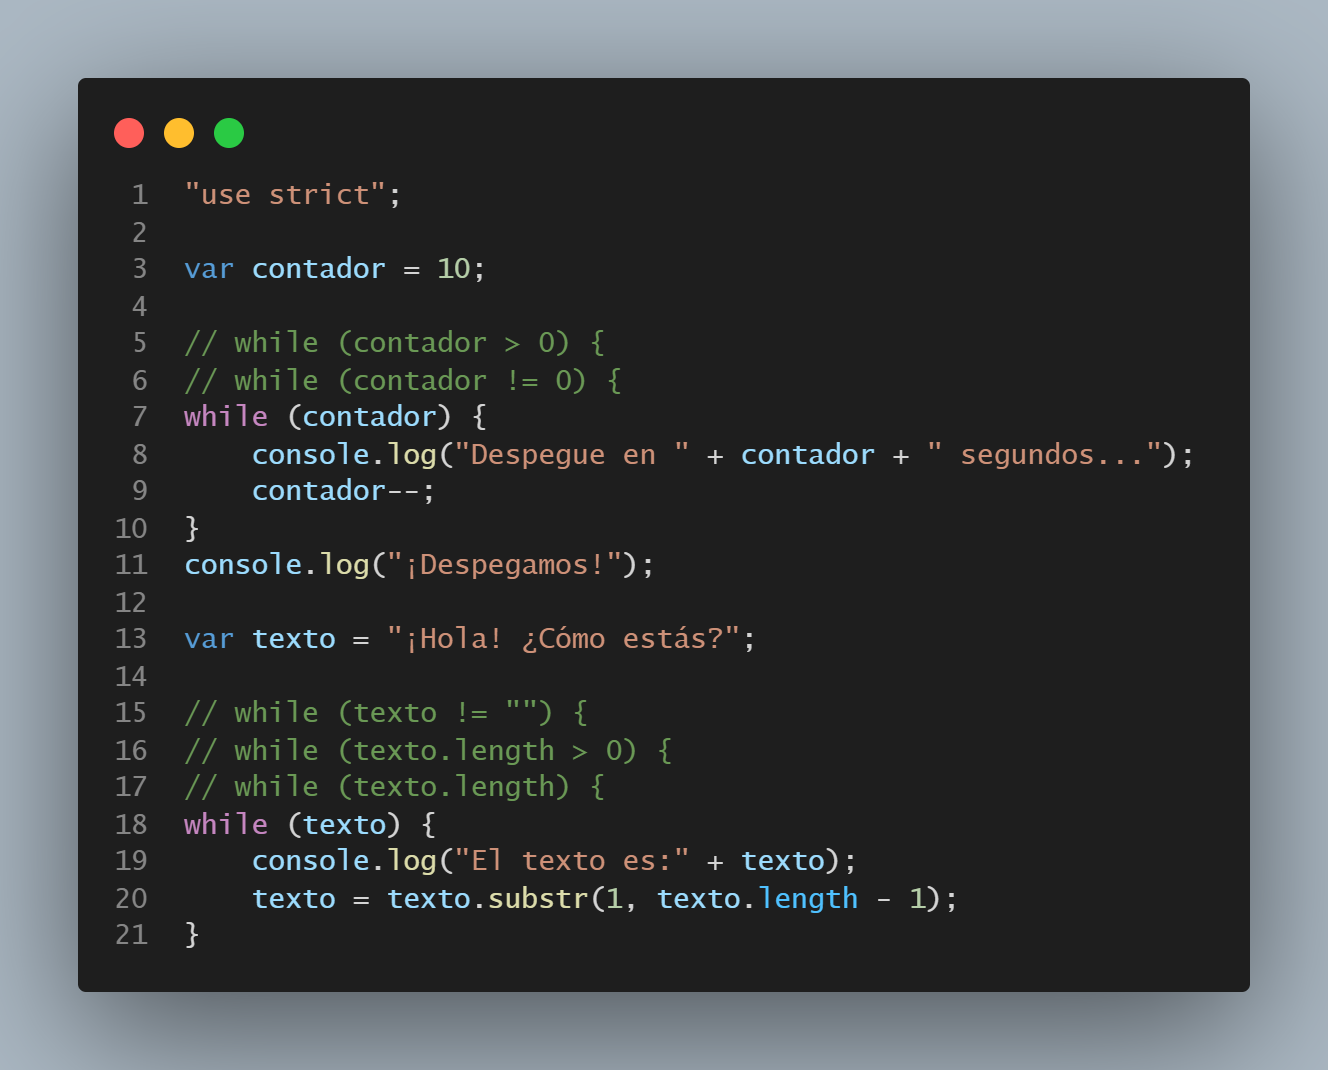 1 "use strict";
2
3 var contador = 10;
4
5 // while (contador > 0) {
6 // while (contador != 0) {
7 while (contador) {
8     console.log("Despegue en " + contador + " segundos...");
9     contador--;
10 }
11 console.log("¡Despegamos!");
12
13 var texto = "¡Hola! ¿Cómo estás?";
14
15 // while (texto != "") {
16 // while (texto.length > 0) {
17 // while (texto.length) {
18 while (texto) {
19     console.log("El texto es:" + texto);
20     texto = texto.substr(1, texto.length - 1);
21 }